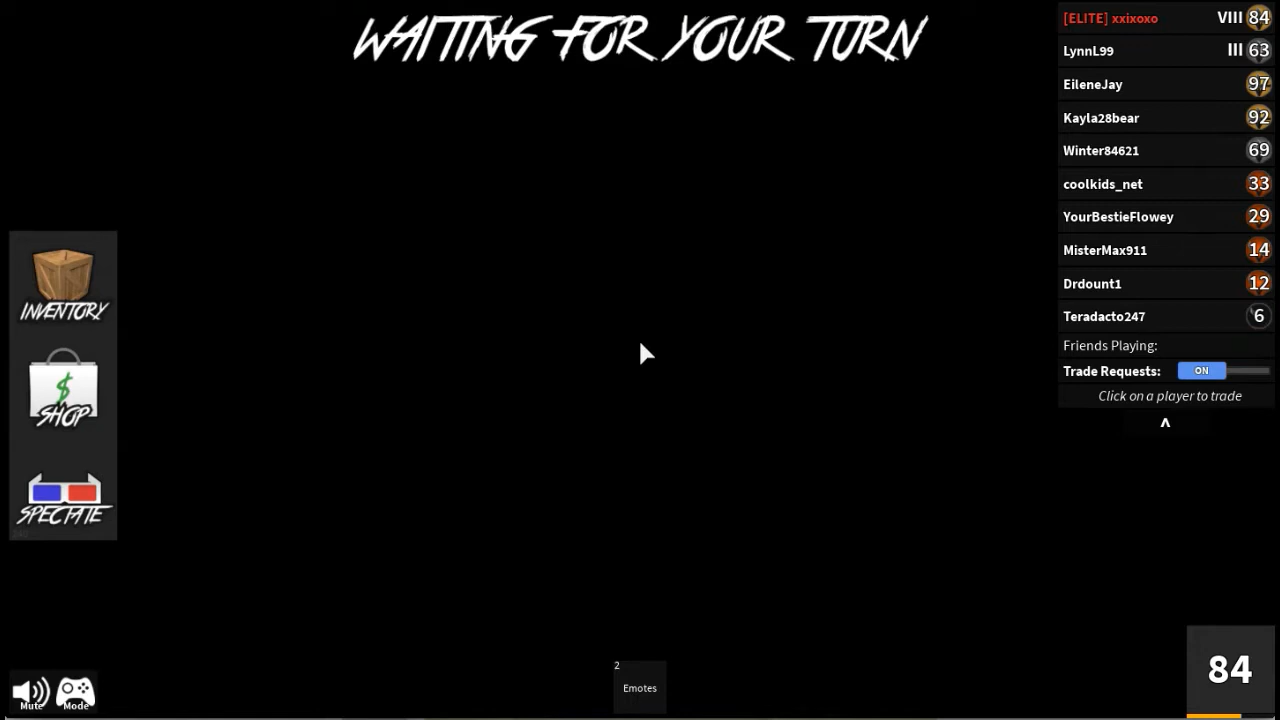 WAITING FOR YOUR TURN
[ELITE] xxixoxo VIII 84
LynnL99 III 63
EileneJay 97
Kayla28bear 92
Winter84621 69
coolkids_net 33
YourBestieFlowey 29
MisterMax911 14
Drdount1 12
Teradacto247 6
Friends Playing:
Trade Requests: ON
Click on a player to trade
INVENTORY
$
SHOP
SPECTATE
Mute Mode
2
Emotes
84